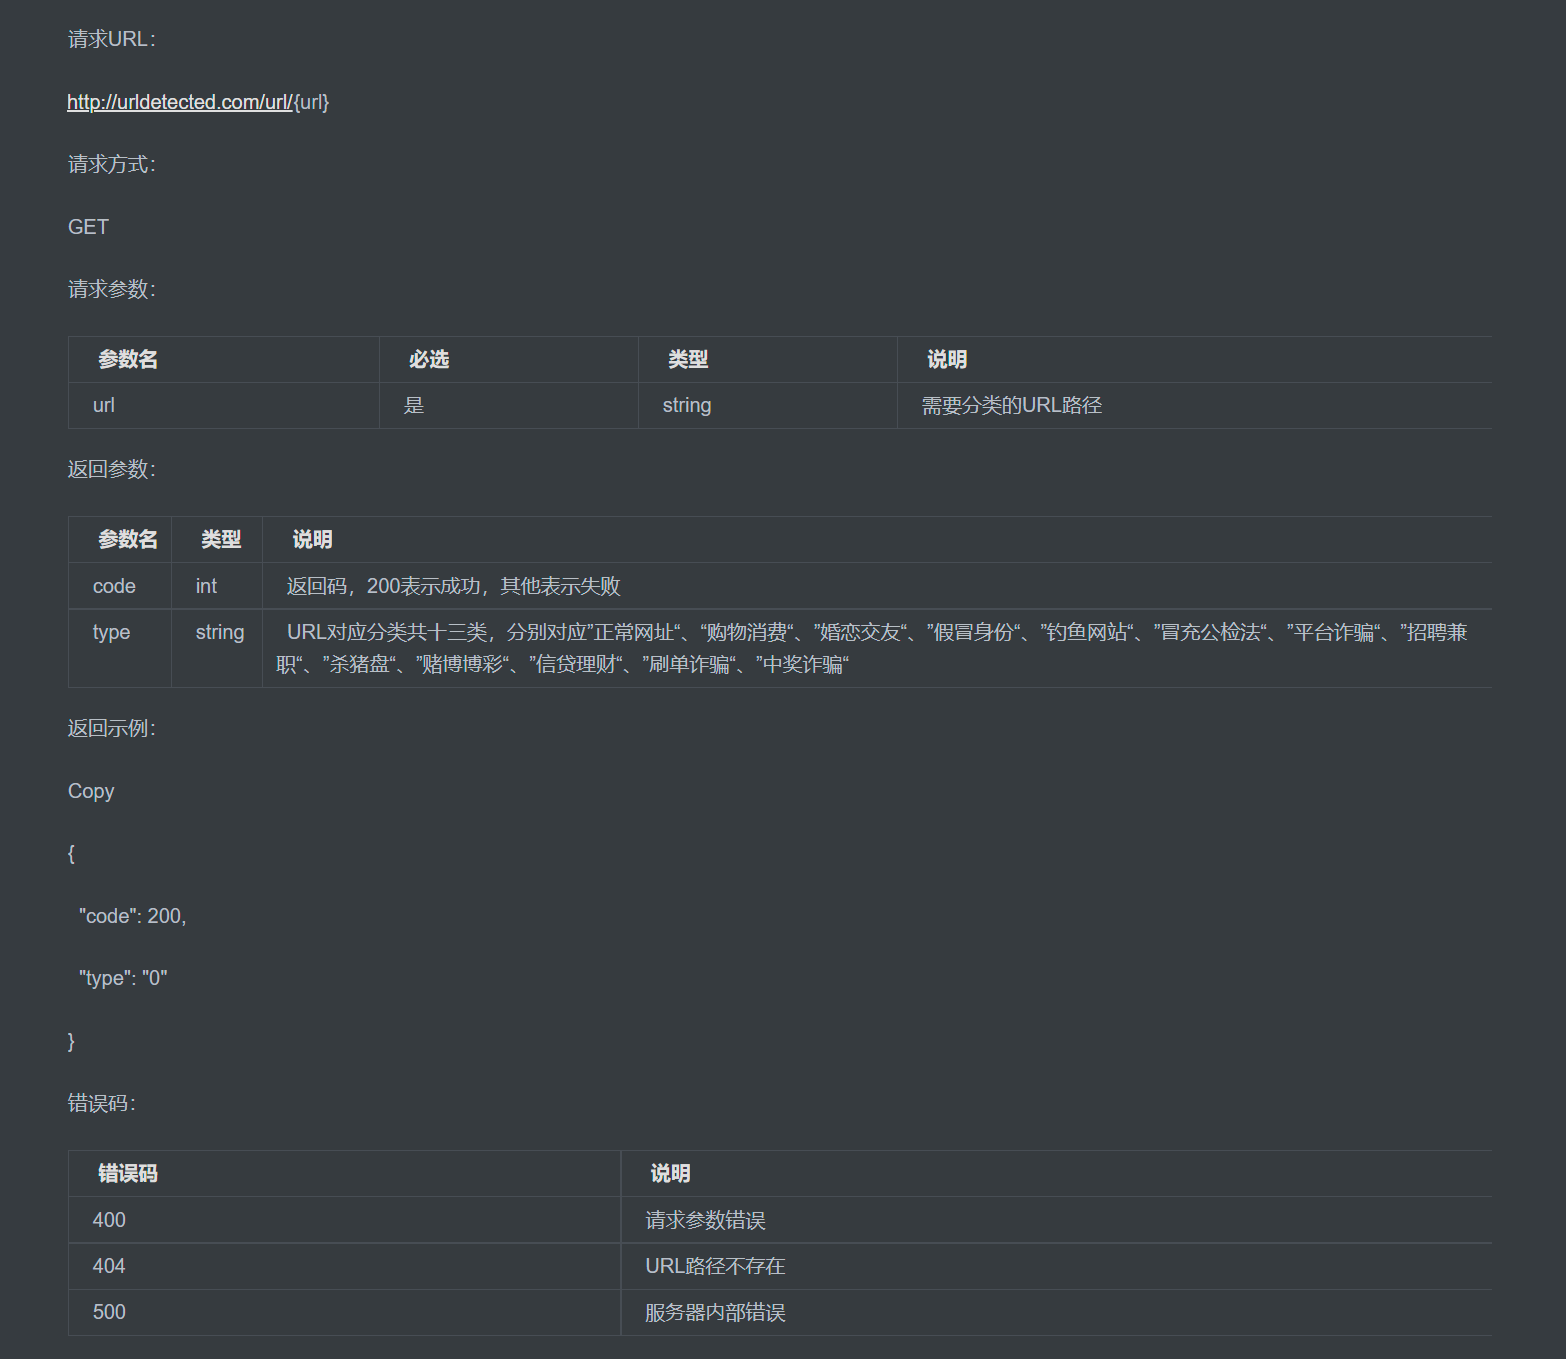 请求URL：
http://urldetected.com/url/{url}
请求方式：
GET
请求参数：
参数名 必选 类型 说明
url 是 string 需要分类的URL路径
返回参数：
参数名 类型 说明
code int 返回码，200表示成功，其他表示失败
type string URL对应分类共十三类，分别对应”正常网址“、“购物消费“、”婚恋交友“、”假冒身份“、”钓鱼网站“、”冒充公检法“、”平台诈骗“、”招聘兼
职“、”杀猪盘“、”赌博博彩“、”信贷理财“、”刷单诈骗“、”中奖诈骗“
返回示例：
Copy
{
"code": 200,
"type": "0"
}
错误码：
错误码 说明
400 请求参数错误
404 URL路径不存在
500 服务器内部错误